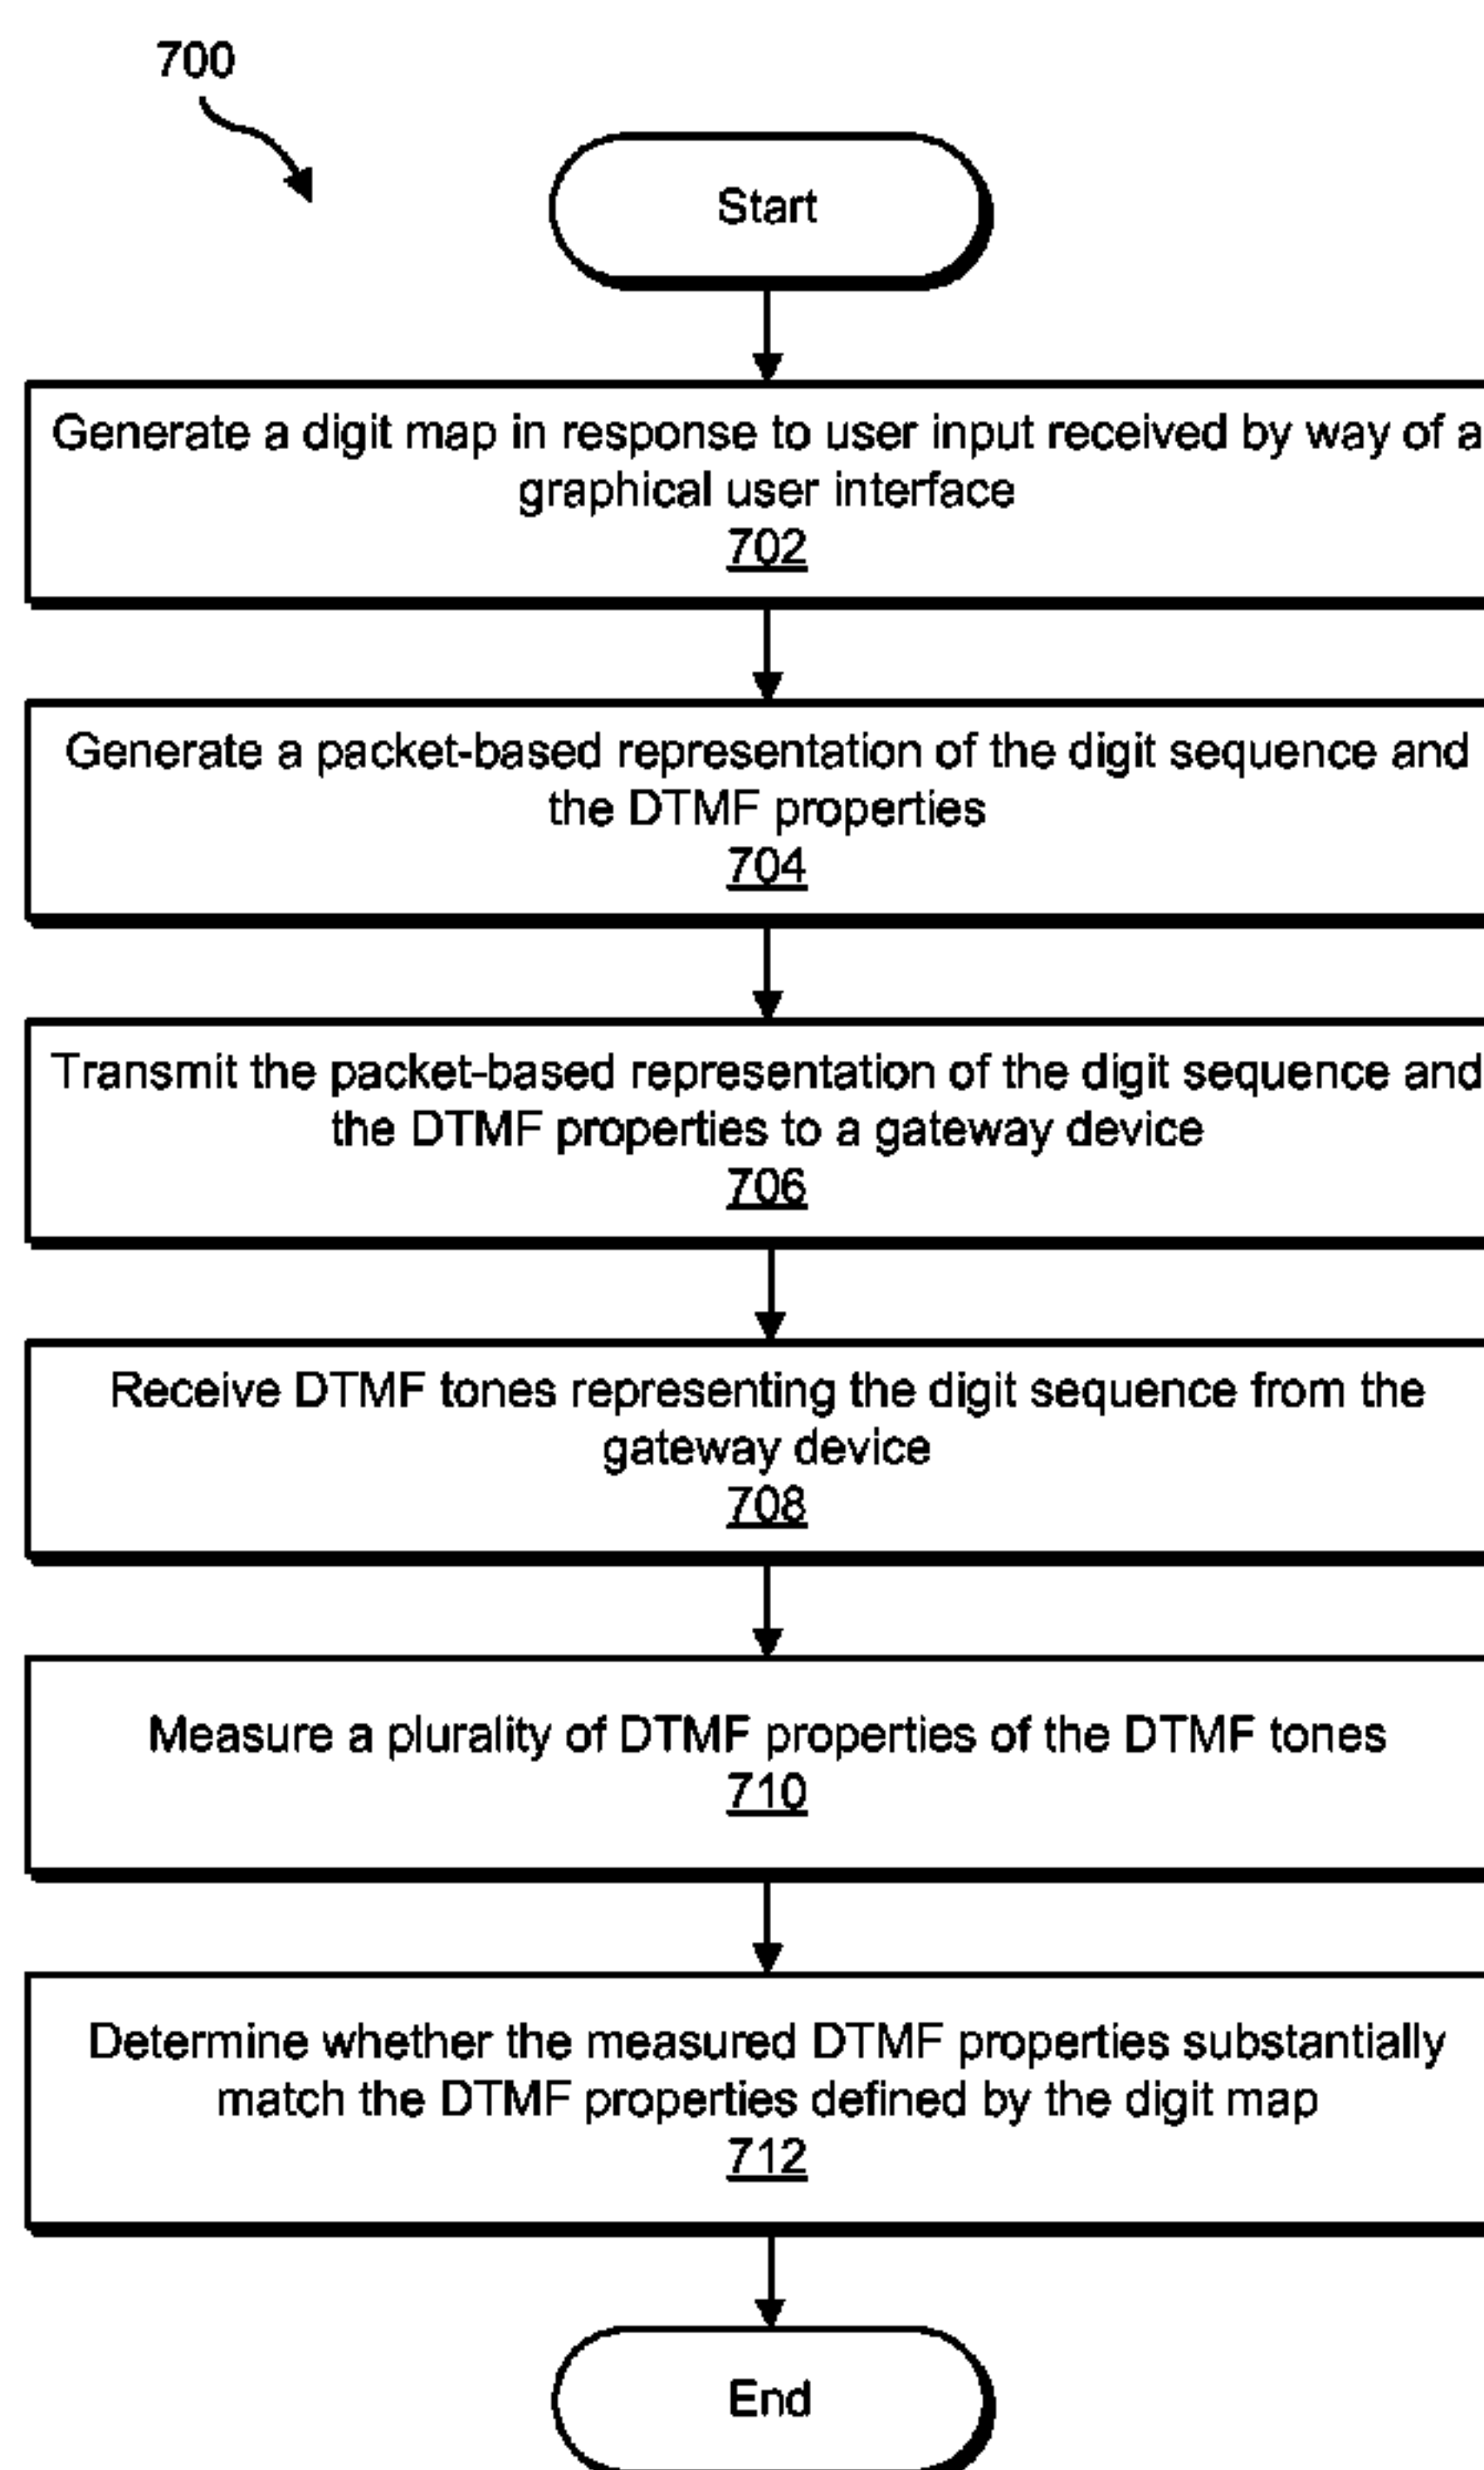 700
Start
Generate a digit map in response to user input received by way of a
graphical user interface
702
Generate a packet-based representation of the digit sequence and
the DTMF properties
704
Transmit the packet-based representation of the digit sequence and
the DTMF properties to a gateway device
706
Receive DTMF tones representing the digit sequence from the
gateway device
708
Measure a plurality of DTMF properties of the DTMF tones
710
Determine whether the measured DTMF properties substantially
match the DTMF properties defined by the digit map
712
End